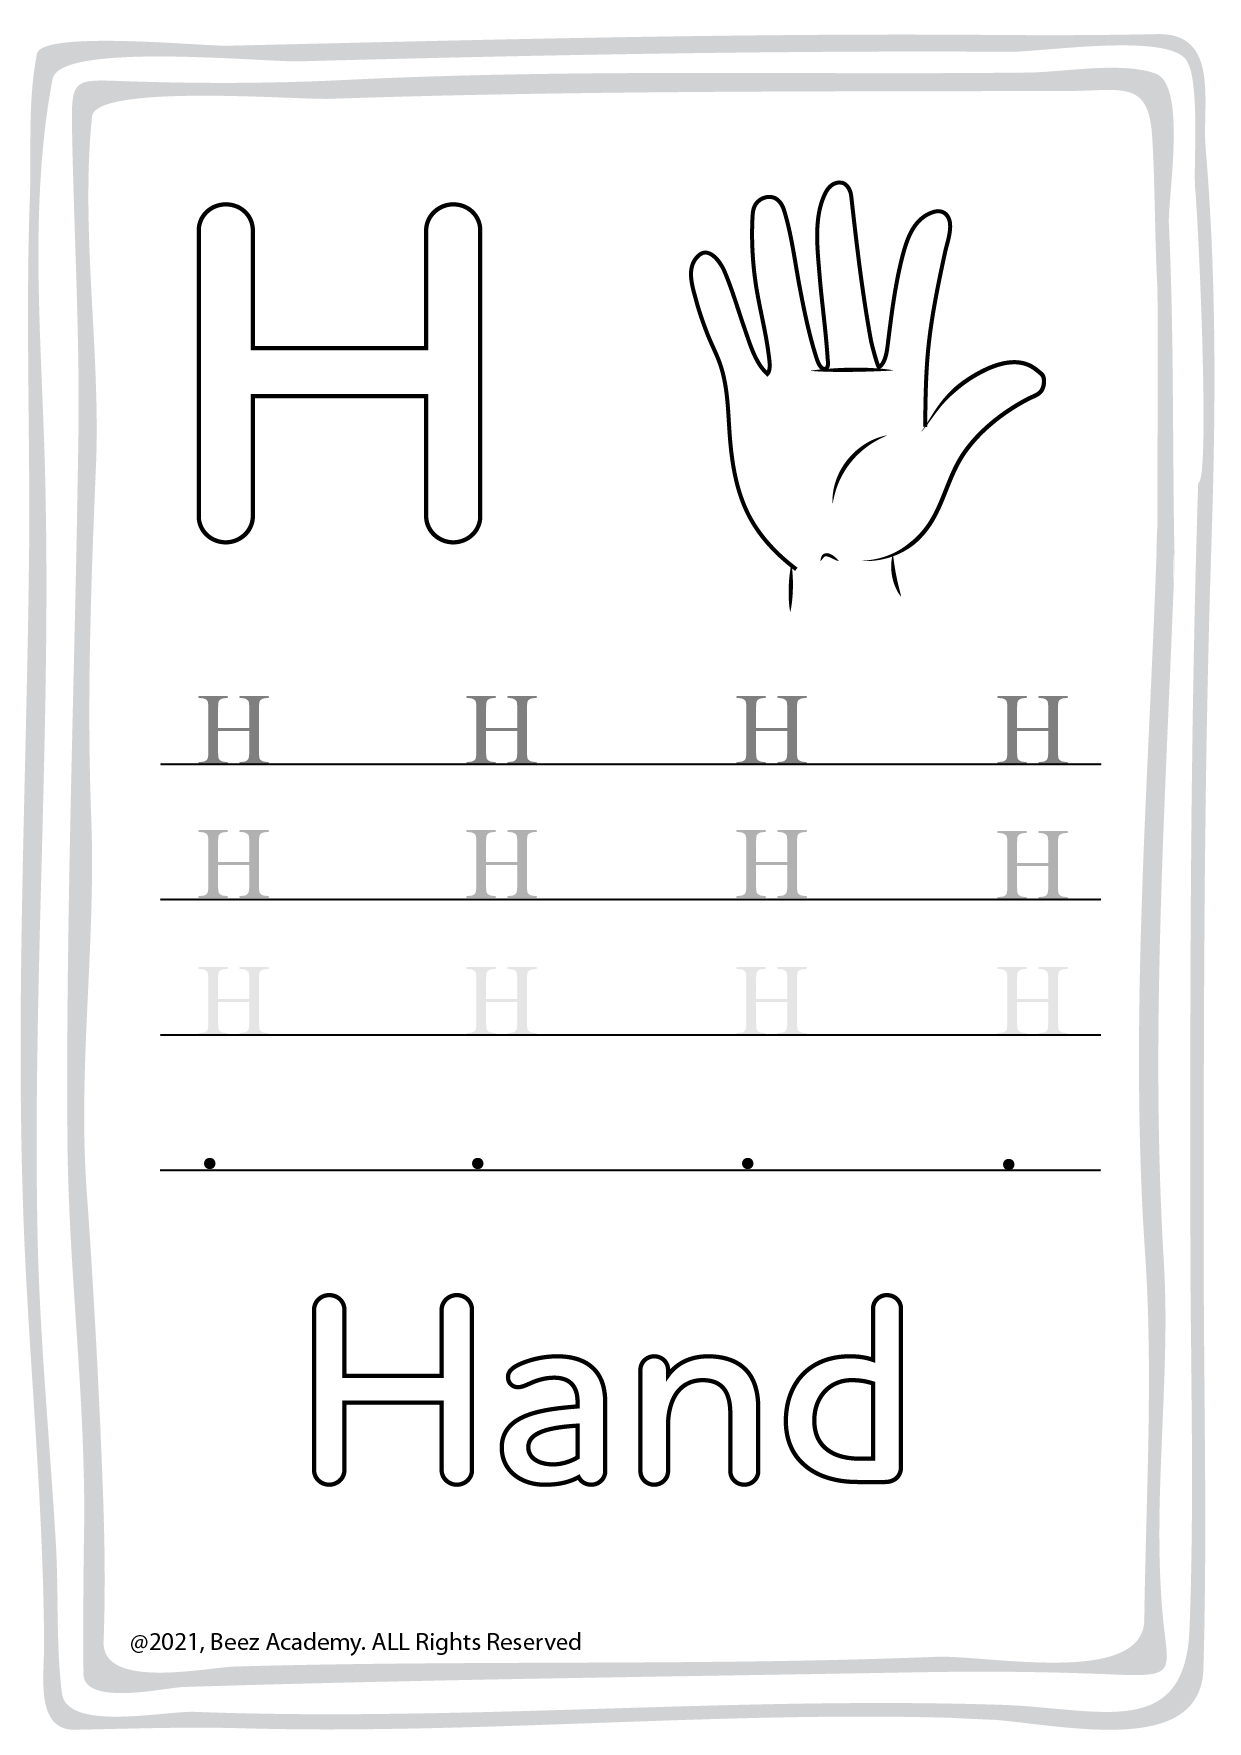 H
H H H H
H H H H
H H H H
. . . .
Hand
@2021, Beez Academy. ALL Rights Reserved